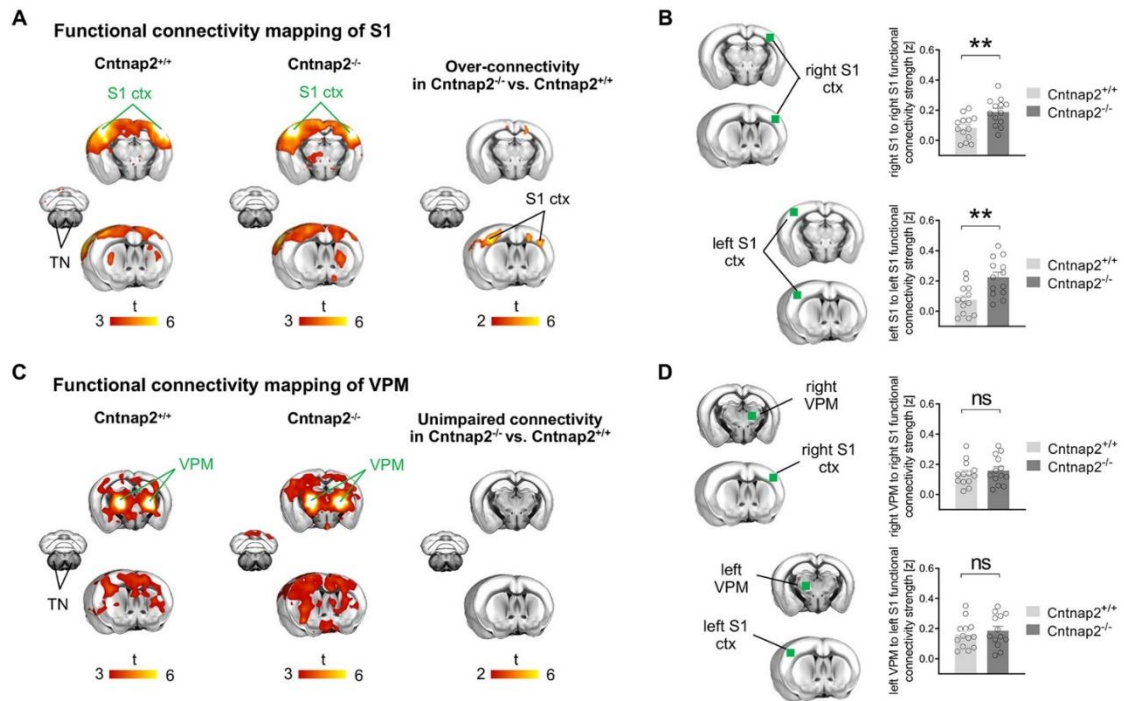 A
Functional connectivity mapping of S1
Cntnap2+/+
Cntnap2-/-
Over-connectivity
in Cntnap2-/- vs. Cntnap2+/+
S1 ctx
S1 ctx
S1 ctx
TN
t
3 6
t
3 6
t
2 6
B
right S1
ctx
right S1 to right S1 functional
connectivity strength [z]
0.6
0.4
0.2
0.0
**
Cntnap2+/+
Cntnap2-/-
left S1
ctx
left S1 to left S1 functional
connectivity strength [z]
0.6
0.4
0.2
0.0
**
Cntnap2+/+
Cntnap2-/-
C
Functional connectivity mapping of VPM
Cntnap2+/+
Cntnap2-/-
Unimpaired connectivity
in Cntnap2-/- vs. Cntnap2+/+
VPM
VPM
TN
t
3 6
t
3 6
t
2 6
D
right
VPM
right S1
ctx
right VPM to right S1 functional
connectivity strength [z]
0.6
0.4
0.2
0.0
ns
Cntnap2+/+
Cntnap2-/-
left
VPM
left S1
ctx
left VPM to left S1 functional
connectivity strength [z]
0.6
0.4
0.2
0.0
ns
Cntnap2+/+
Cntnap2-/-